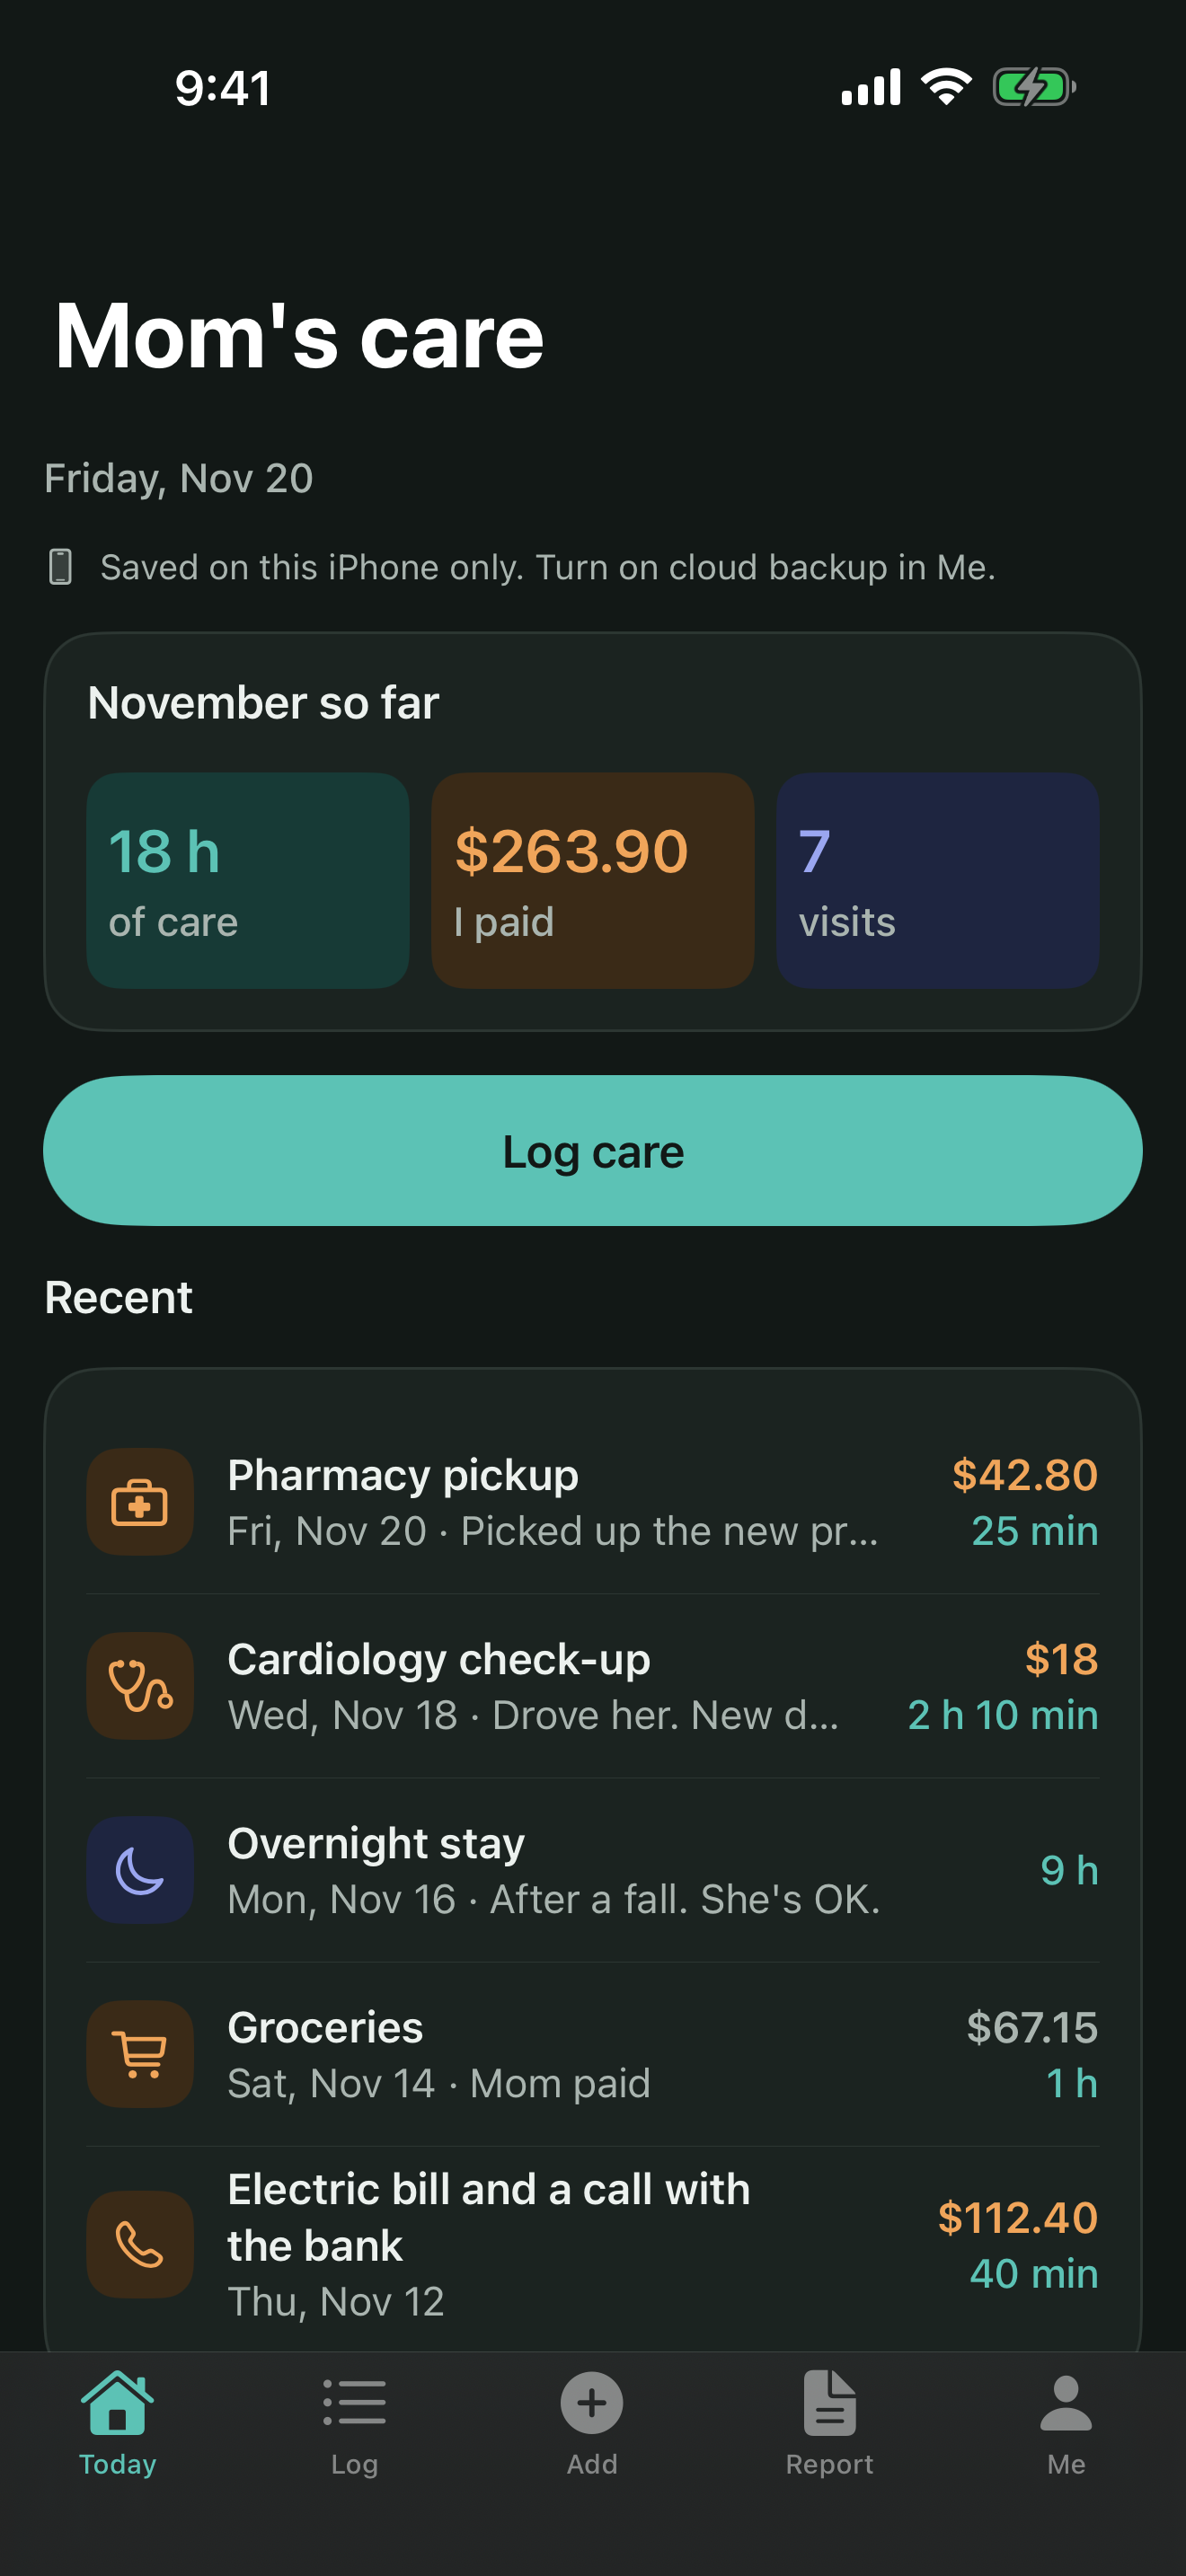 9:41
Mom's care
Friday, Nov 20
Saved on this iPhone only. Turn on cloud backup in Me.
November so far
18 h
of care
$263.90
I paid
7
visits
Log care
Recent
Pharmacy pickup
$42.80
Fri, Nov 20 · Picked up the new pr...
25 min
Cardiology check-up
$18
Wed, Nov 18 · Drove her. New d...
2 h 10 min
Overnight stay
Mon, Nov 16 · After a fall. She's OK.
9 h
Groceries
$67.15
Sat, Nov 14 · Mom paid
1 h
Electric bill and a call with
the bank
$112.40
Thu, Nov 12
40 min
Today
Log
Add
Report
Me